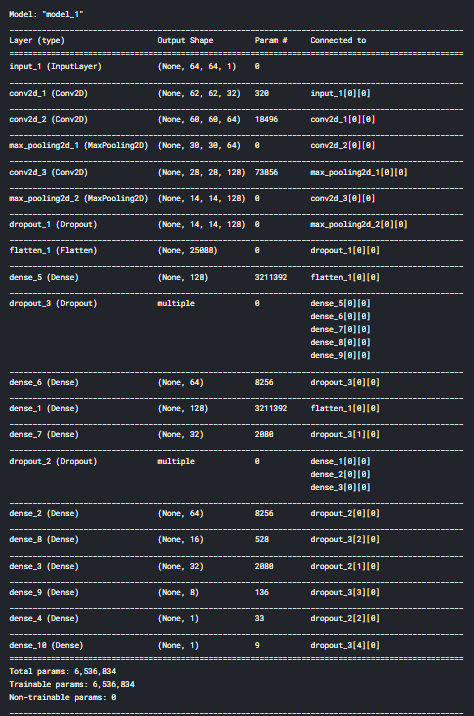 Model: "model_1"
Layer (type) Output Shape Param # Connected to
input_1 (InputLayer) (None, 64, 64, 1) 0
conv2d_1 (Conv2D) (None, 62, 62, 32) 320 input_1[0][0]
conv2d_2 (Conv2D) (None, 60, 60, 64) 18496 conv2d_1[0][0]
max_pooling2d_1 (MaxPooling2D) (None, 30, 30, 64) 0 conv2d_2[0][0]
conv2d_3 (Conv2D) (None, 28, 28, 128) 73856 max_pooling2d_1[0][0]
max_pooling2d_2 (MaxPooling2D) (None, 14, 14, 128) 0 conv2d_3[0][0]
dropout_1 (Dropout) (None, 14, 14, 128) 0 max_pooling2d_2[0][0]
flatten_1 (Flatten) (None, 25088) 0 dropout_1[0][0]
dense_5 (Dense) (None, 128) 3211392 flatten_1[0][0]
dropout_3 (Dropout) multiple 0 dense_5[0][0]
dense_6[0][0]
dense_7[0][0]
dense_8[0][0]
dense_9[0][0]
dense_6 (Dense) (None, 64) 8256 dropout_3[0][0]
dense_1 (Dense) (None, 128) 3211392 flatten_1[0][0]
dense_7 (Dense) (None, 32) 2080 dropout_3[1][0]
dropout_2 (Dropout) multiple 0 dense_1[0][0]
dense_2[0][0]
dense_3[0][0]
dense_2 (Dense) (None, 64) 8256 dropout_2[0][0]
dense_8 (Dense) (None, 16) 528 dropout_3[2][0]
dense_3 (Dense) (None, 32) 2080 dropout_2[1][0]
dense_9 (Dense) (None, 8) 136 dropout_3[3][0]
dense_4 (Dense) (None, 1) 33 dropout_2[2][0]
dense_10 (Dense) (None, 1) 9 dropout_3[4][0]
Total params: 6,536,834
Trainable params: 6,536,834
Non-trainable params: 0